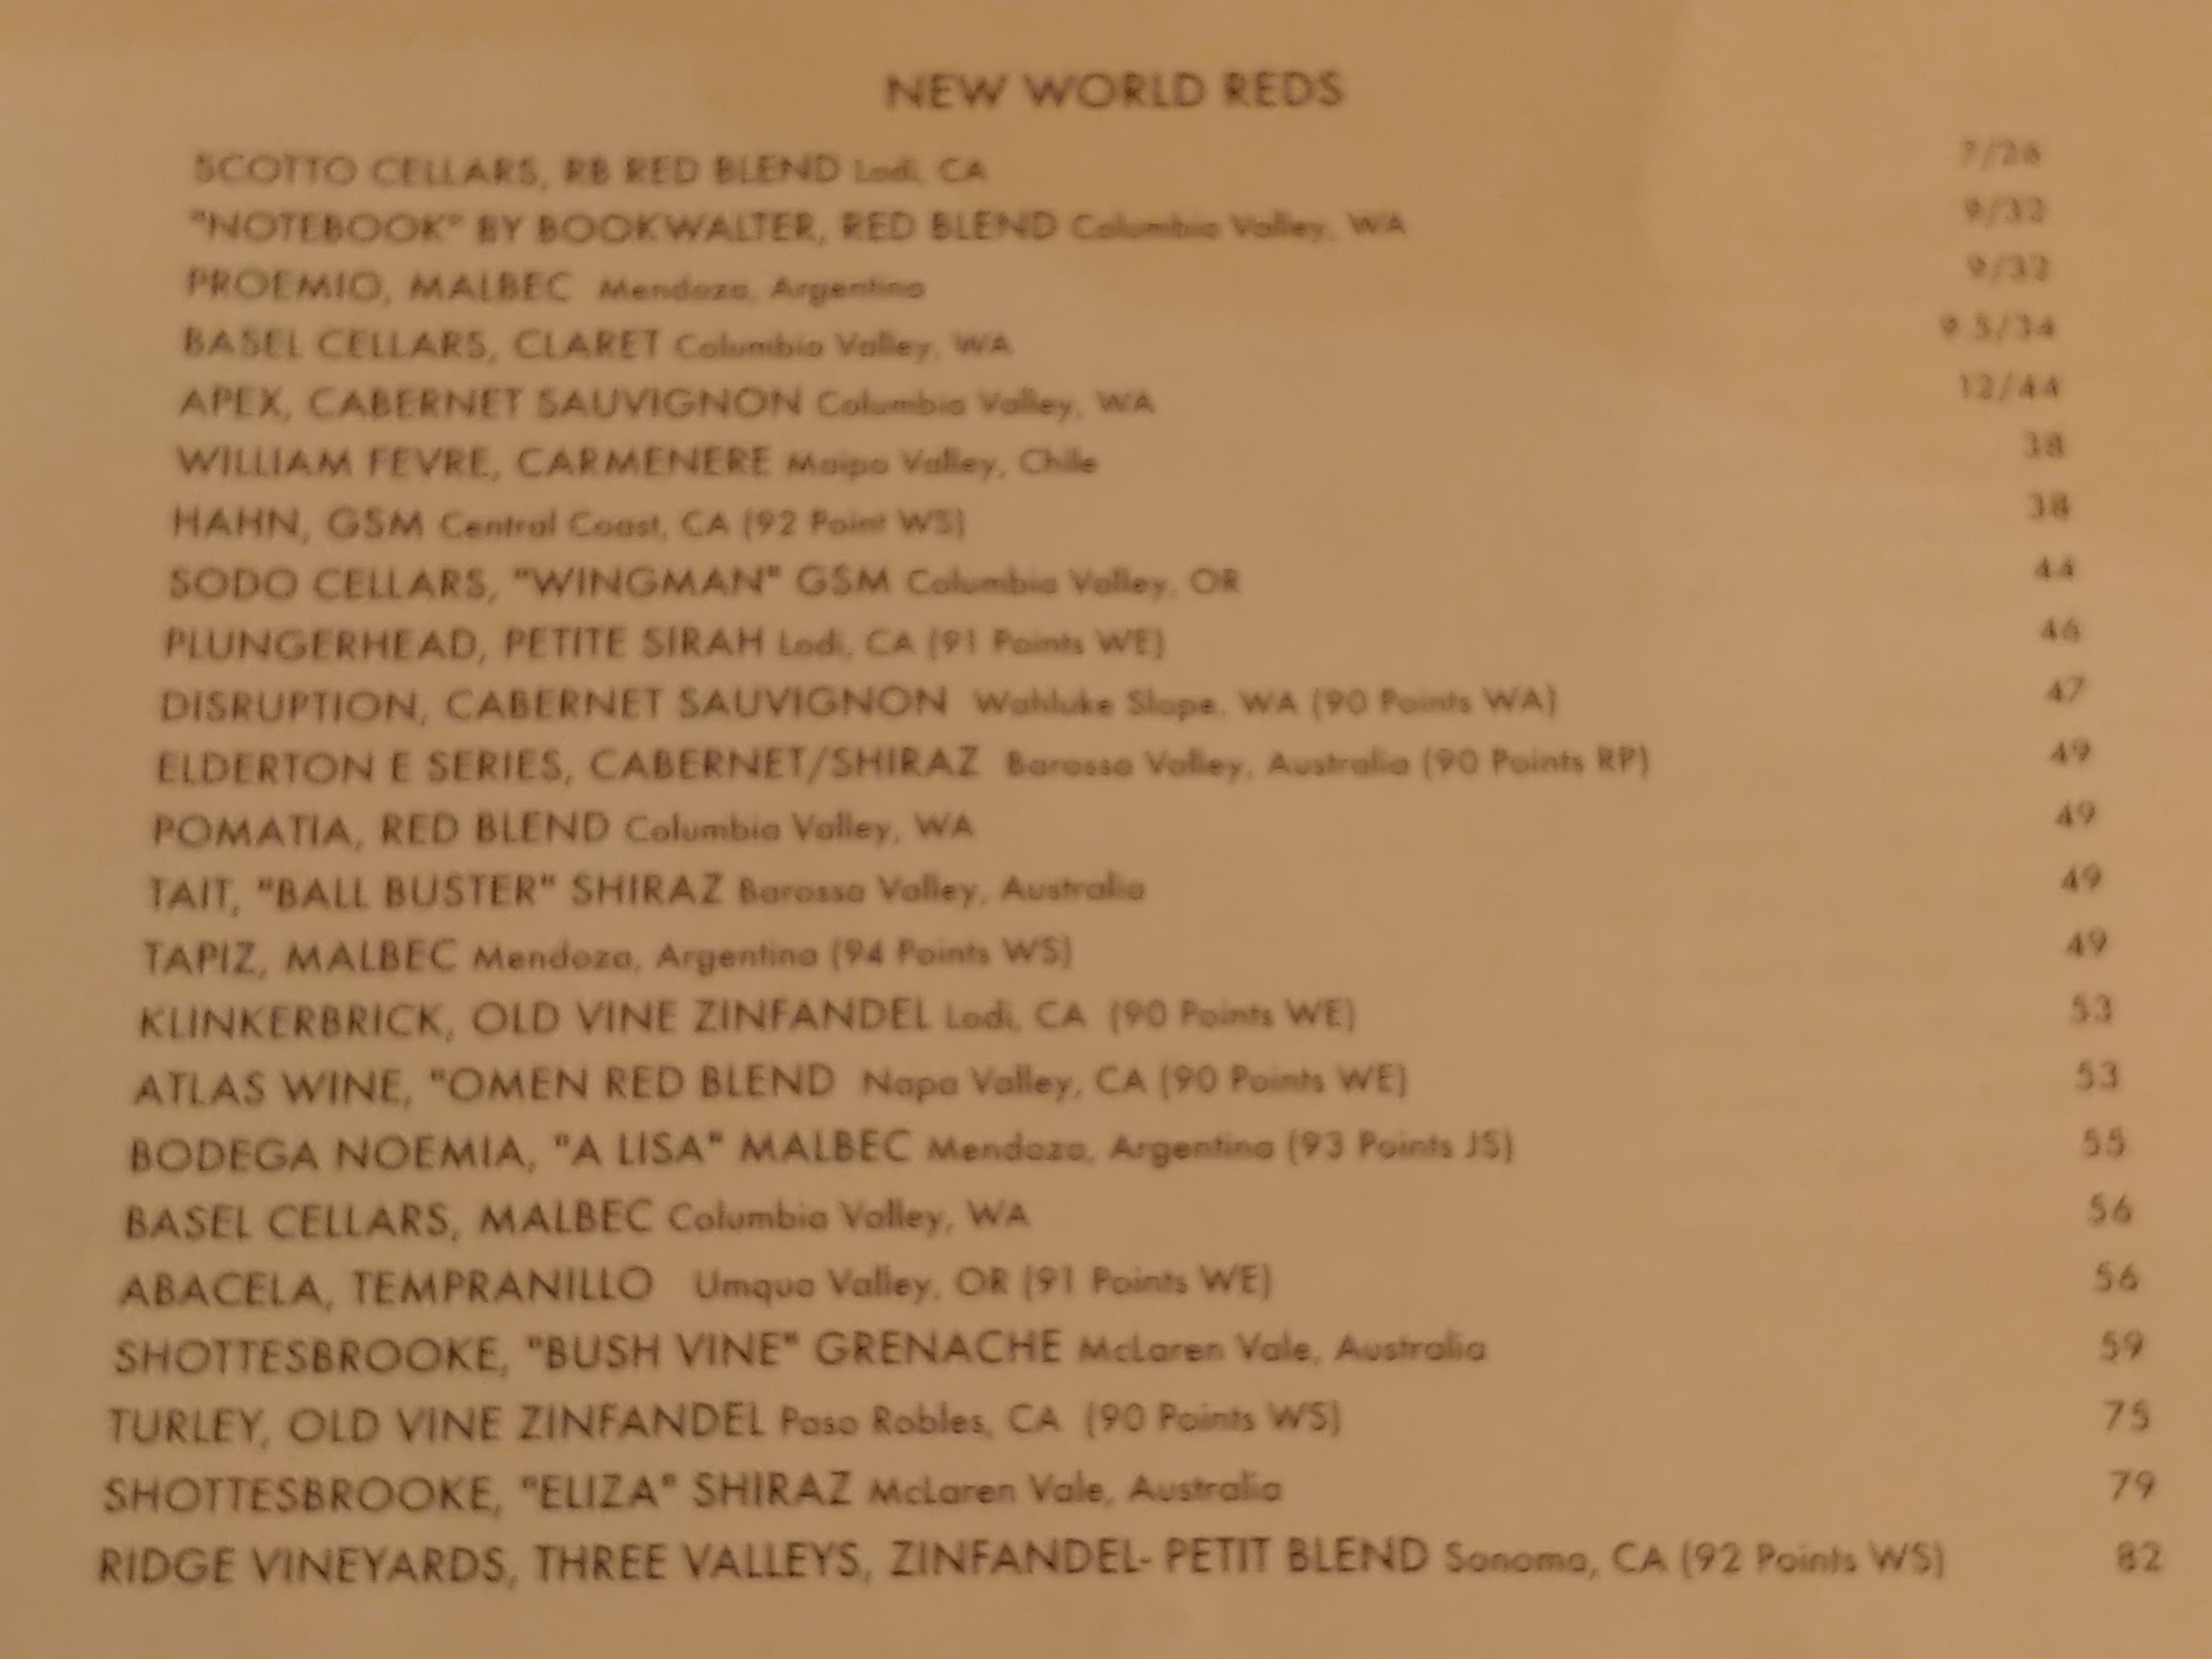 NEW WORLD REDS
SCOTTO CELLARS, RB RED BLEND Lodi, CA 7/26
"NOTEBOOK" BY BOOKWALTER, RED BLEND Columbia Valley, WA 9/32
PROEMIO, MALBEC Mendoza, Argentina 9/32
BASEL CELLARS, CLARET Columbia Valley, WA 9.5/34
APEX, CABERNET SAUVIGNON Columbia Valley, WA 12/44
WILLIAM FEVRE, CARMENERE Maipo Valley, Chile 38
HAHN, GSM Central Coast, CA (92 Point WS) 38
SODO CELLARS, "WINGMAN" GSM Columbia Valley, OR 44
PLUNGERHEAD, PETITE SIRAH Lodi, CA (91 Points WE) 46
DISRUPTION, CABERNET SAUVIGNON Wahluke Slope, WA (90 Points WA) 47
ELDERTON E SERIES, CABERNET/SHIRAZ Barossa Valley, Australia (90 Points RP) 49
POMATIA, RED BLEND Columbia Valley, WA 49
TAIT, "BALL BUSTER" SHIRAZ Barossa Valley, Australia 49
TAPIZ, MALBEC Mendoza, Argentina (94 Points WS) 49
KLINKERBRICK, OLD VINE ZINFANDEL Lodi, CA (90 Points WE) 53
ATLAS WINE, "OMEN RED BLEND Napa Valley, CA (90 Points WE) 53
BODEGA NOEMIA, "A LISA" MALBEC Mendoza, Argentina (93 Points JS) 55
BASEL CELLARS, MALBEC Columbia Valley, WA 56
ABACELA, TEMPRANILLO Umqua Valley, OR (91 Points WE) 56
SHOTTESBROOKE, "BUSH VINE" GRENACHE McLaren Vale, Australia 59
TURLEY, OLD VINE ZINFANDEL Paso Robles, CA (90 Points WS) 75
SHOTTESBROOKE, "ELIZA" SHIRAZ McLaren Vale, Australia 79
RIDGE VINEYARDS, THREE VALLEYS, ZINFANDEL- PETIT BLEND Sonoma, CA (92 Points WS) 82